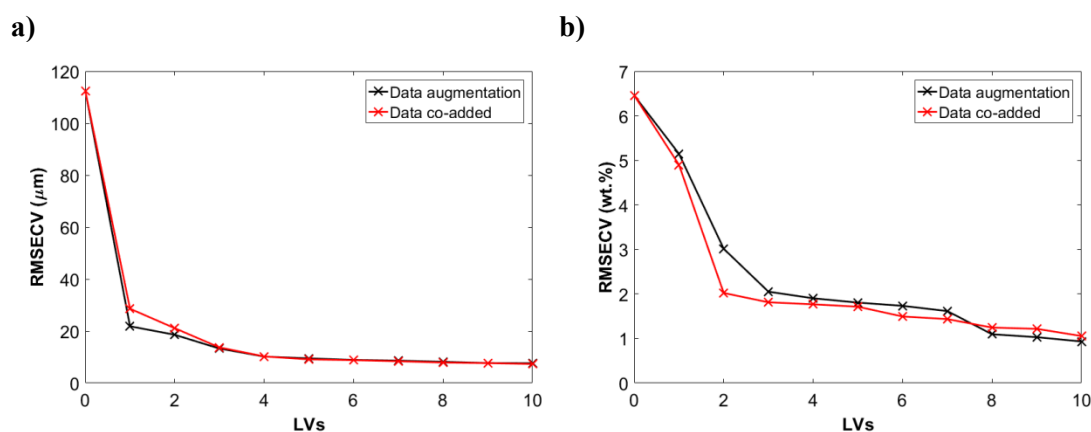 a)
120
100
80
60
40
20
0
RMSECV (μm)
Data augmentation
Data co-added
0 2 4 6 8 10
LVs
b)
7
6
5
4
3
2
1
0
RMSECV (wt.%)
Data augmentation
Data co-added
0 2 4 6 8 10
LVs